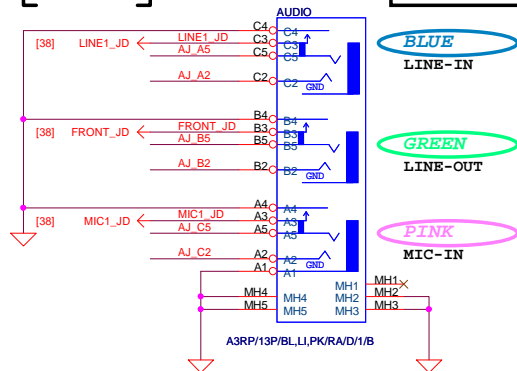 AUDIO
C4 C4
[38] LINE1_JD LINE1_JD C3 C3
AJ_A5 C5 C5
AJ_A2 C2 C2
GND
BLUE
LINE-IN
B4 B4
[38] FRONT_JD FRONT_JD B3 B3
AJ_B5 B5 B5
AJ_B2 B2 B2
GND
GREEN
LINE-OUT
A4 A4
[38] MIC1_JD MIC1_JD A3 A3
AJ_C5 A5 A5
AJ_C2 A2 A2
GND
A1 A1
PINK
MIC-IN
MH1 MH1
MH4 MH4 MH2 MH2
MH5 MH5 MH3 MH3
A3RP/13P/BL,LI,PK/RA/D/1/B